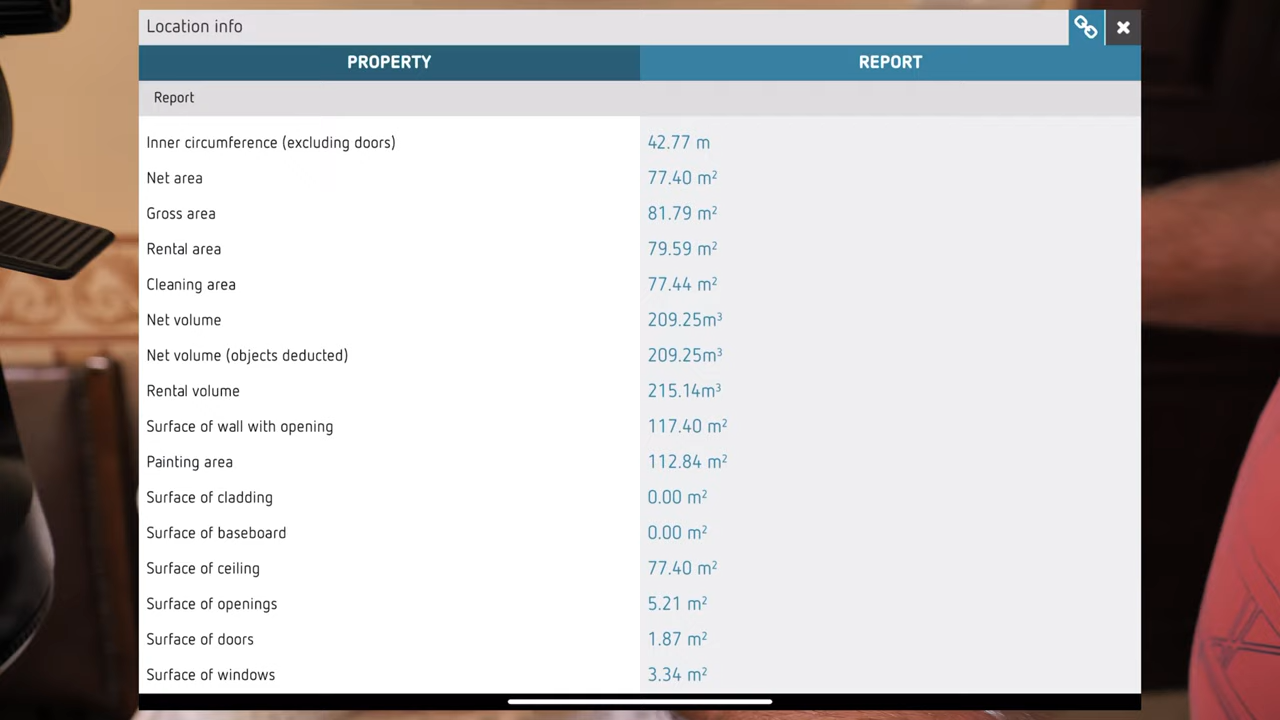 Location info
PROPERTY REPORT
Report
Inner circumference (excluding doors) 42.77 m
Net area 77.40 m²
Gross area 81.79 m²
Rental area 79.59 m²
Cleaning area 77.44 m²
Net volume 209.25m³
Net volume (objects deducted) 209.25m³
Rental volume 215.14m³
Surface of wall with opening 117.40 m²
Painting area 112.84 m²
Surface of cladding 0.00 m²
Surface of baseboard 0.00 m²
Surface of ceiling 77.40 m²
Surface of openings 5.21 m²
Surface of doors 1.87 m²
Surface of windows 3.34 m²